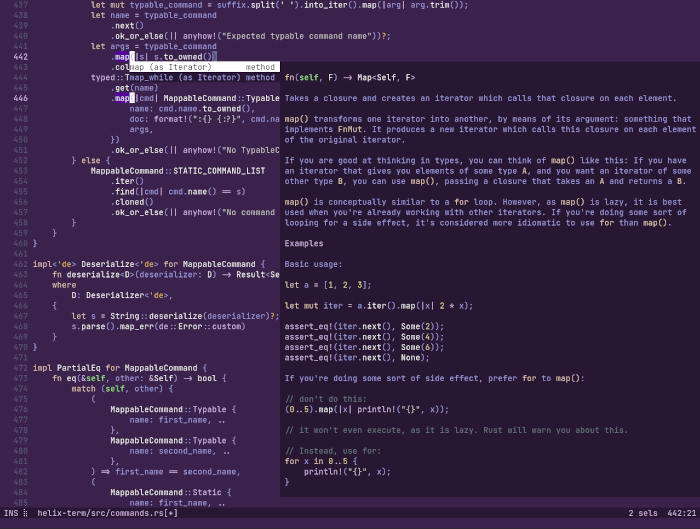 437 let mut typable_command = suffix.split(' ').into_iter().map(|arg| arg.trim());
438 let name = typable_command
439 .next()
440 .ok_or_else(|| anyhow!("Expected typable command name"))?;
441 let args = typable_command
442 .map(|s| s.to_owned())
443 .col
444 typed::T
445 .get(name)
446 .map(|cmd| MappableCommand::Typable
447 name: cmd.name.to_owned(),
448 doc: format!(":{} {:?}", cmd.na
449 args,
450 })
451 .ok_or_else(|| anyhow!("No TypableC
452 } else {
453 MappableCommand::STATIC_COMMAND_LIST
454 .iter()
455 .find(|cmd| cmd.name() == s)
456 .cloned()
457 .ok_or_else(|| anyhow!("No command
458 }
459 }
460 }
461
462 impl<'de> Deserialize<'de> for MappableCommand {
463 fn deserialize<D>(deserializer: D) -> Result<Se
464 where
465 D: Deserializer<'de>,
466 {
467 let s = String::deserialize(deserializer)?;
468 s.parse().map_err(de::Error::custom)
469 }
470 }
471
472 impl PartialEq for MappableCommand {
473 fn eq(&self, other: &Self) -> bool {
474 match (self, other) {
475 (
476 MappableCommand::Typable {
477 name: first_name, ..
478 },
479 MappableCommand::Typable {
480 name: second_name, ..
481 },
482 ) => first_name == second_name,
483 (
484 MappableCommand::Static {
485 name: first_name, ..
map (as Iterator) method
map_while (as Iterator) method
fn(self, F) -> Map<Self, F>
Takes a closure and creates an iterator which calls that closure on each element.
map() transforms one iterator into another, by means of its argument: something that
implements FnMut. It produces a new iterator which calls this closure on each element
of the original iterator.
If you are good at thinking in types, you can think of map() like this: If you have
an iterator that gives you elements of some type A, and you want an iterator of some
other type B, you can use map(), passing a closure that takes an A and returns a B.
map() is conceptually similar to a for loop. However, as map() is lazy, it is best
used when you're already working with other iterators. If you're doing some sort of
looping for a side effect, it's considered more idiomatic to use for than map().
Examples
Basic usage:
let a = [1, 2, 3];
let mut iter = a.iter().map(|x| 2 * x);
assert_eq!(iter.next(), Some(2));
assert_eq!(iter.next(), Some(4));
assert_eq!(iter.next(), Some(6));
assert_eq!(iter.next(), None);
If you're doing some sort of side effect, prefer for to map():
// don't do this:
(0..5).map(|x| println!("{}", x));
// it won't even execute, as it is lazy. Rust will warn you about this.
// Instead, use for:
for x in 0..5 {
println!("{}", x);
}
INS helix-term/src/commands.rs[+] 2 sels 442:21